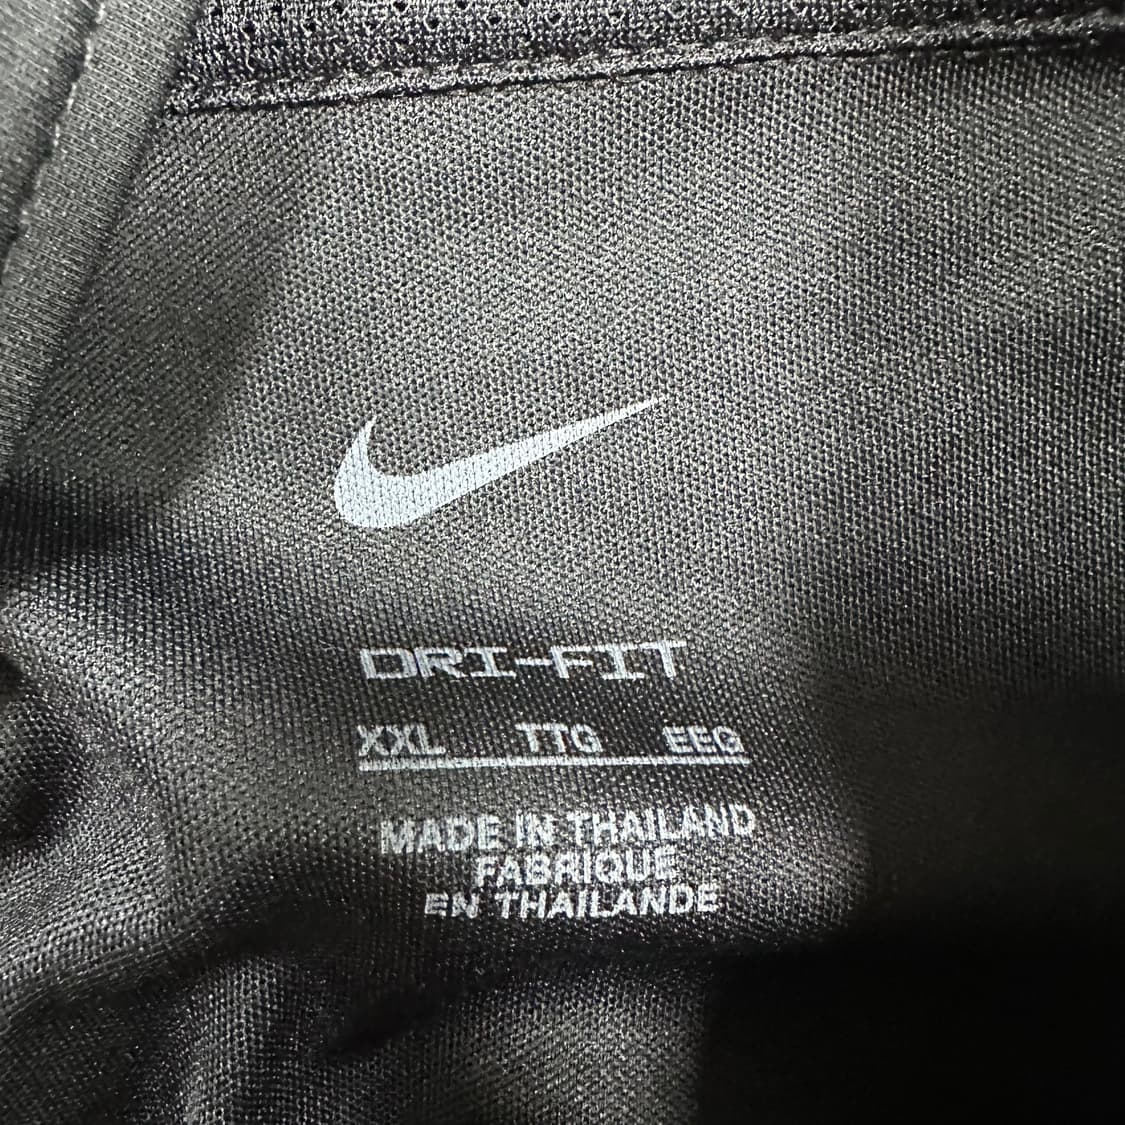 DRI-FIT
XXL TTG EEG
MADE IN THAILAND
FABRIQUE
EN THAILANDE